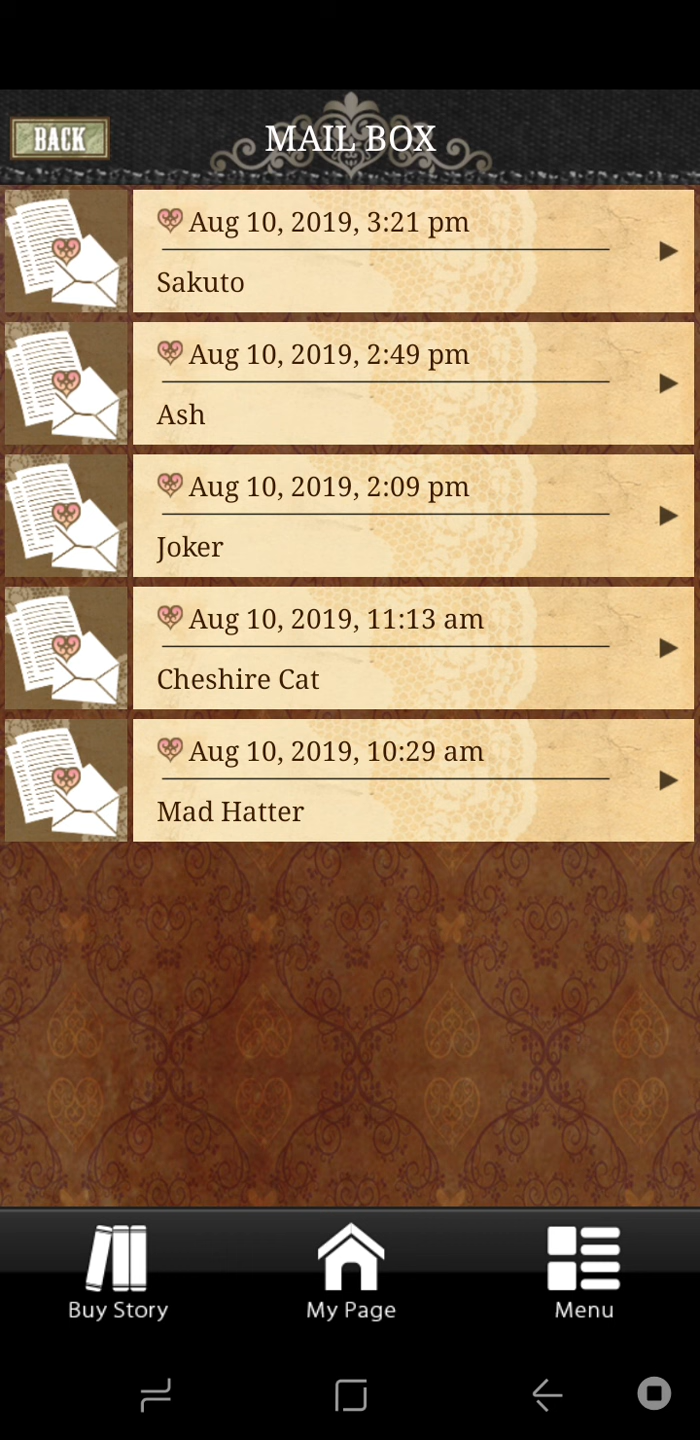 BACK
MAIL BOX
Aug 10, 2019, 3:21 pm
Sakuto
Aug 10, 2019, 2:49 pm
Ash
Aug 10, 2019, 2:09 pm
Joker
Aug 10, 2019, 11:13 am
Cheshire Cat
Aug 10, 2019, 10:29 am
Mad Hatter
Buy Story
My Page
Menu